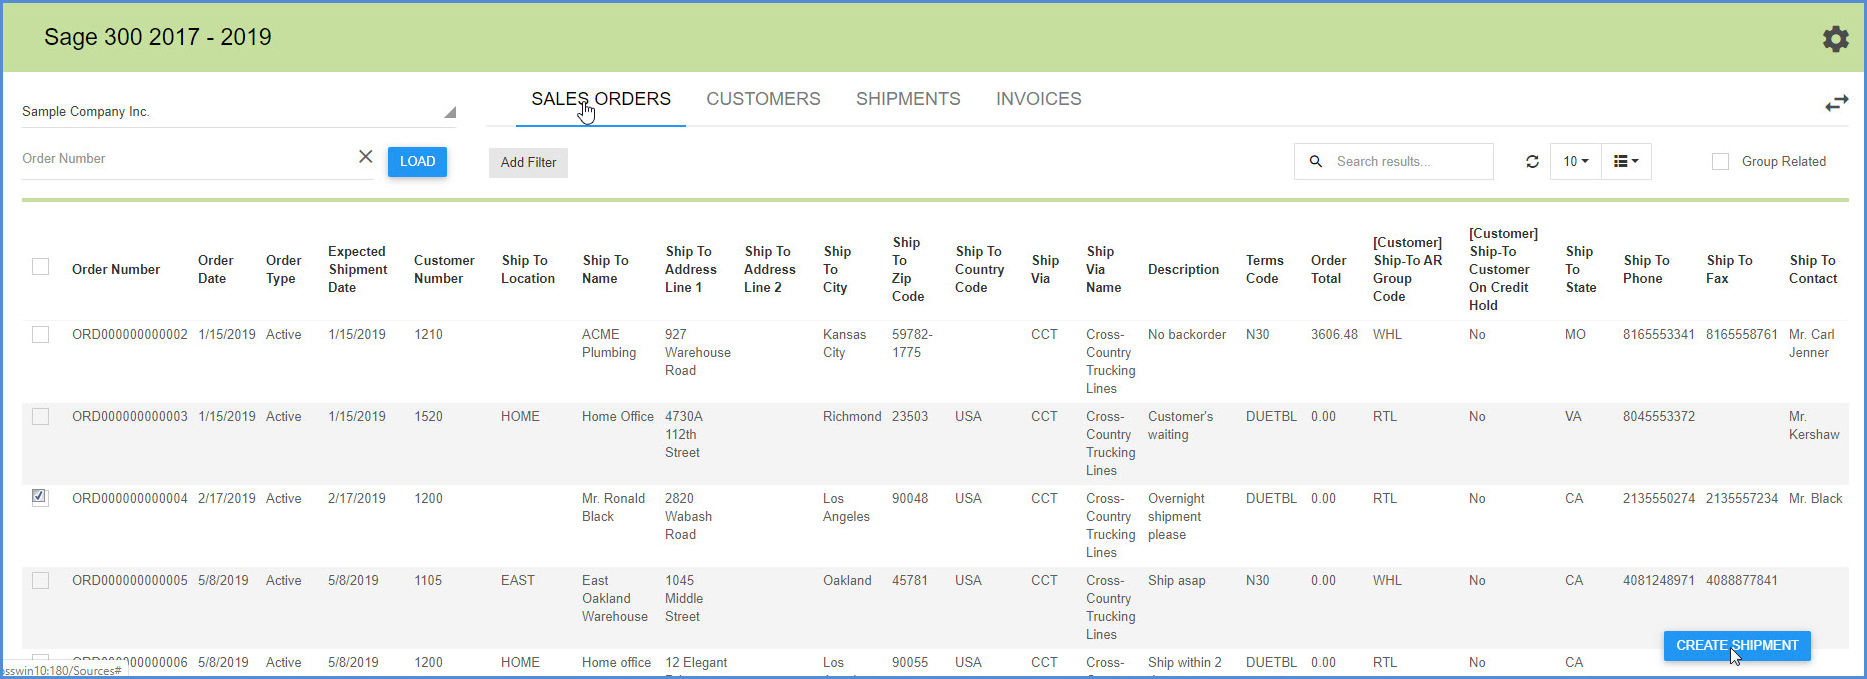 Sage 300 2017 - 2019
Sample Company Inc.
SALES ORDERS CUSTOMERS SHIPMENTS INVOICES
Order Number LOAD Add Filter Search results... 10 Group Related
Order Number Order Date Order Type Expected Shipment Date Customer Number Ship To Location Ship To Name Ship To Address Line 1 Ship To Address Line 2 Ship To City Ship To Zip Code Ship To Country Code Ship Via Ship Via Name Description Terms Code Order Total [Customer] Ship-To AR Group Code [Customer] Ship-To Customer On Credit Hold Ship To State Ship To Phone Ship To Fax Ship To Contact
ORD000000000002 1/15/2019 Active 1/15/2019 1210 ACME Plumbing 927 Warehouse Road Kansas City 59782-1775 CCT Cross-Country Trucking Lines No backorder N30 3606.48 WHL No MO 8165553341 8165558761 Mr. Carl Jenner
ORD000000000003 1/15/2019 Active 1/15/2019 1520 HOME Home Office 4730A 112th Street Richmond 23503 USA CCT Cross-Country Trucking Lines Customer's waiting DUETBL 0.00 RTL No VA 8045553372 Mr. Kershaw
ORD000000000004 2/17/2019 Active 2/17/2019 1200 Mr. Ronald Black 2820 Wabash Road Los Angeles 90048 USA CCT Cross-Country Trucking Lines Overnight shipment please DUETBL 0.00 RTL No CA 2135550274 2135557234 Mr. Black
ORD000000000005 5/8/2019 Active 5/8/2019 1105 EAST East Oakland Warehouse 1045 Middle Street Oakland 45781 USA CCT Cross-Country Trucking Lines Ship asap N30 0.00 WHL No CA 4081248971 4088877841
CREATE SHIPMENT
ORD000000000006 5/8/2019 Active 5/8/2019 1200 HOME Home office 12 Elegant Los 90055 USA CCT Cross- Ship within 2 DUETBL 0.00 RTL No CA
osswin10:180/Sources#